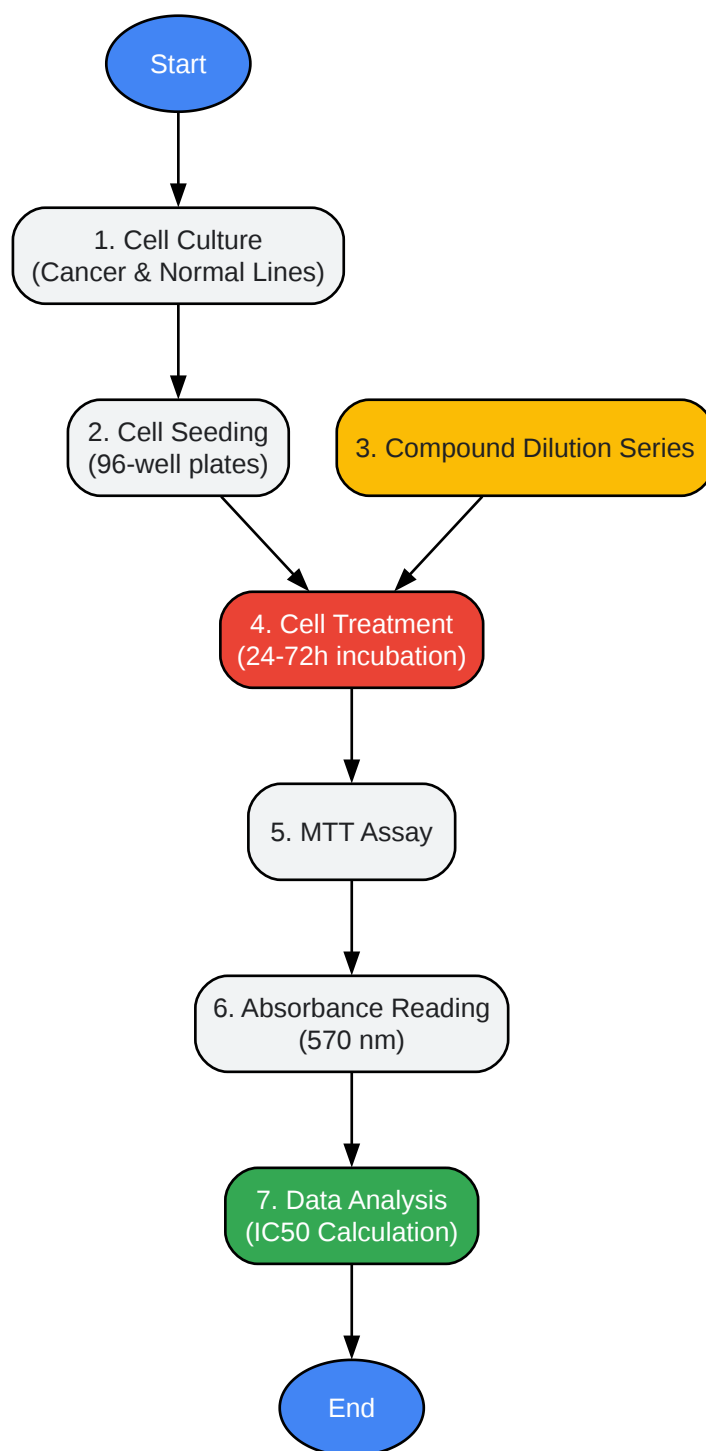 Start
1. Cell Culture
(Cancer & Normal Lines)
2. Cell Seeding
(96-well plates)
3. Compound Dilution Series
4. Cell Treatment
(24-72h incubation)
5. MTT Assay
6. Absorbance Reading
(570 nm)
7. Data Analysis
(IC50 Calculation)
End